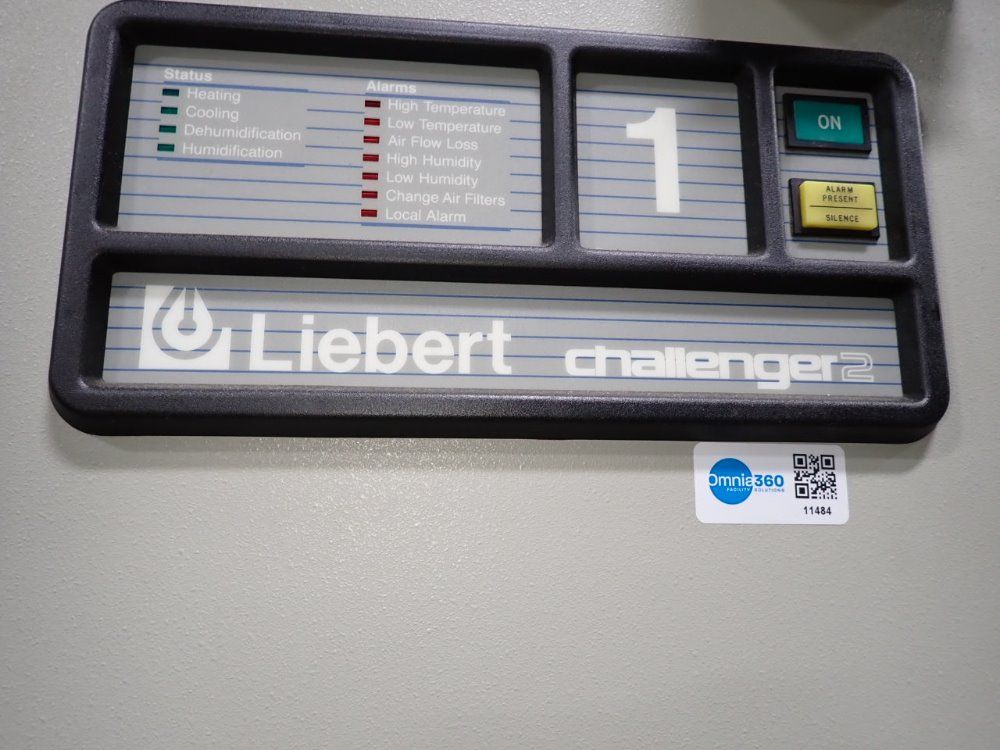 Status
Heating
Cooling
Dehumidification
Humidification
Alarms
High Temperature
Low Temperature
Air Flow Loss
High Humidity
Low Humidity
Change Air Filters
Local Alarm
1
ON
ALARM
PRESENT
SILENCE
Liebert
challenger2
Omnia360
FACILITY SOLUTIONS
11484